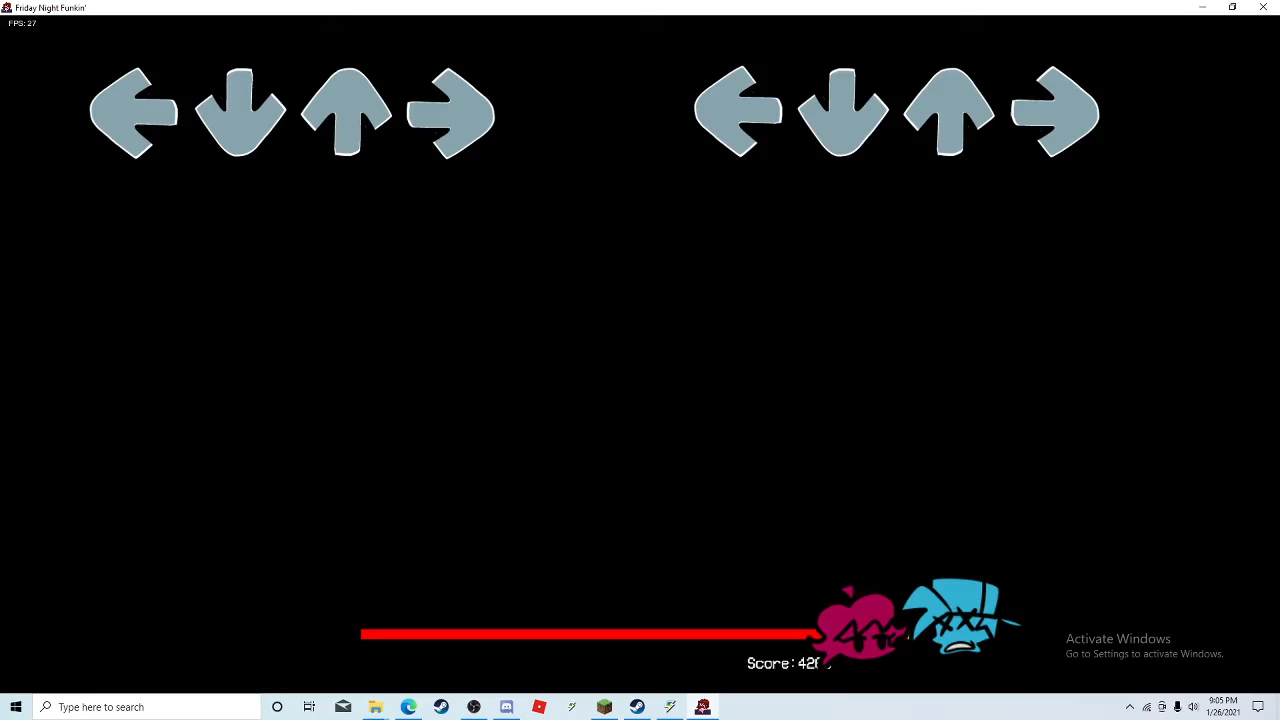 Friday Night Funkin'
FPS: 27
Activate Windows
Go to Settings to activate Windows.
Type here to search
9:05 PM
1/26/2021